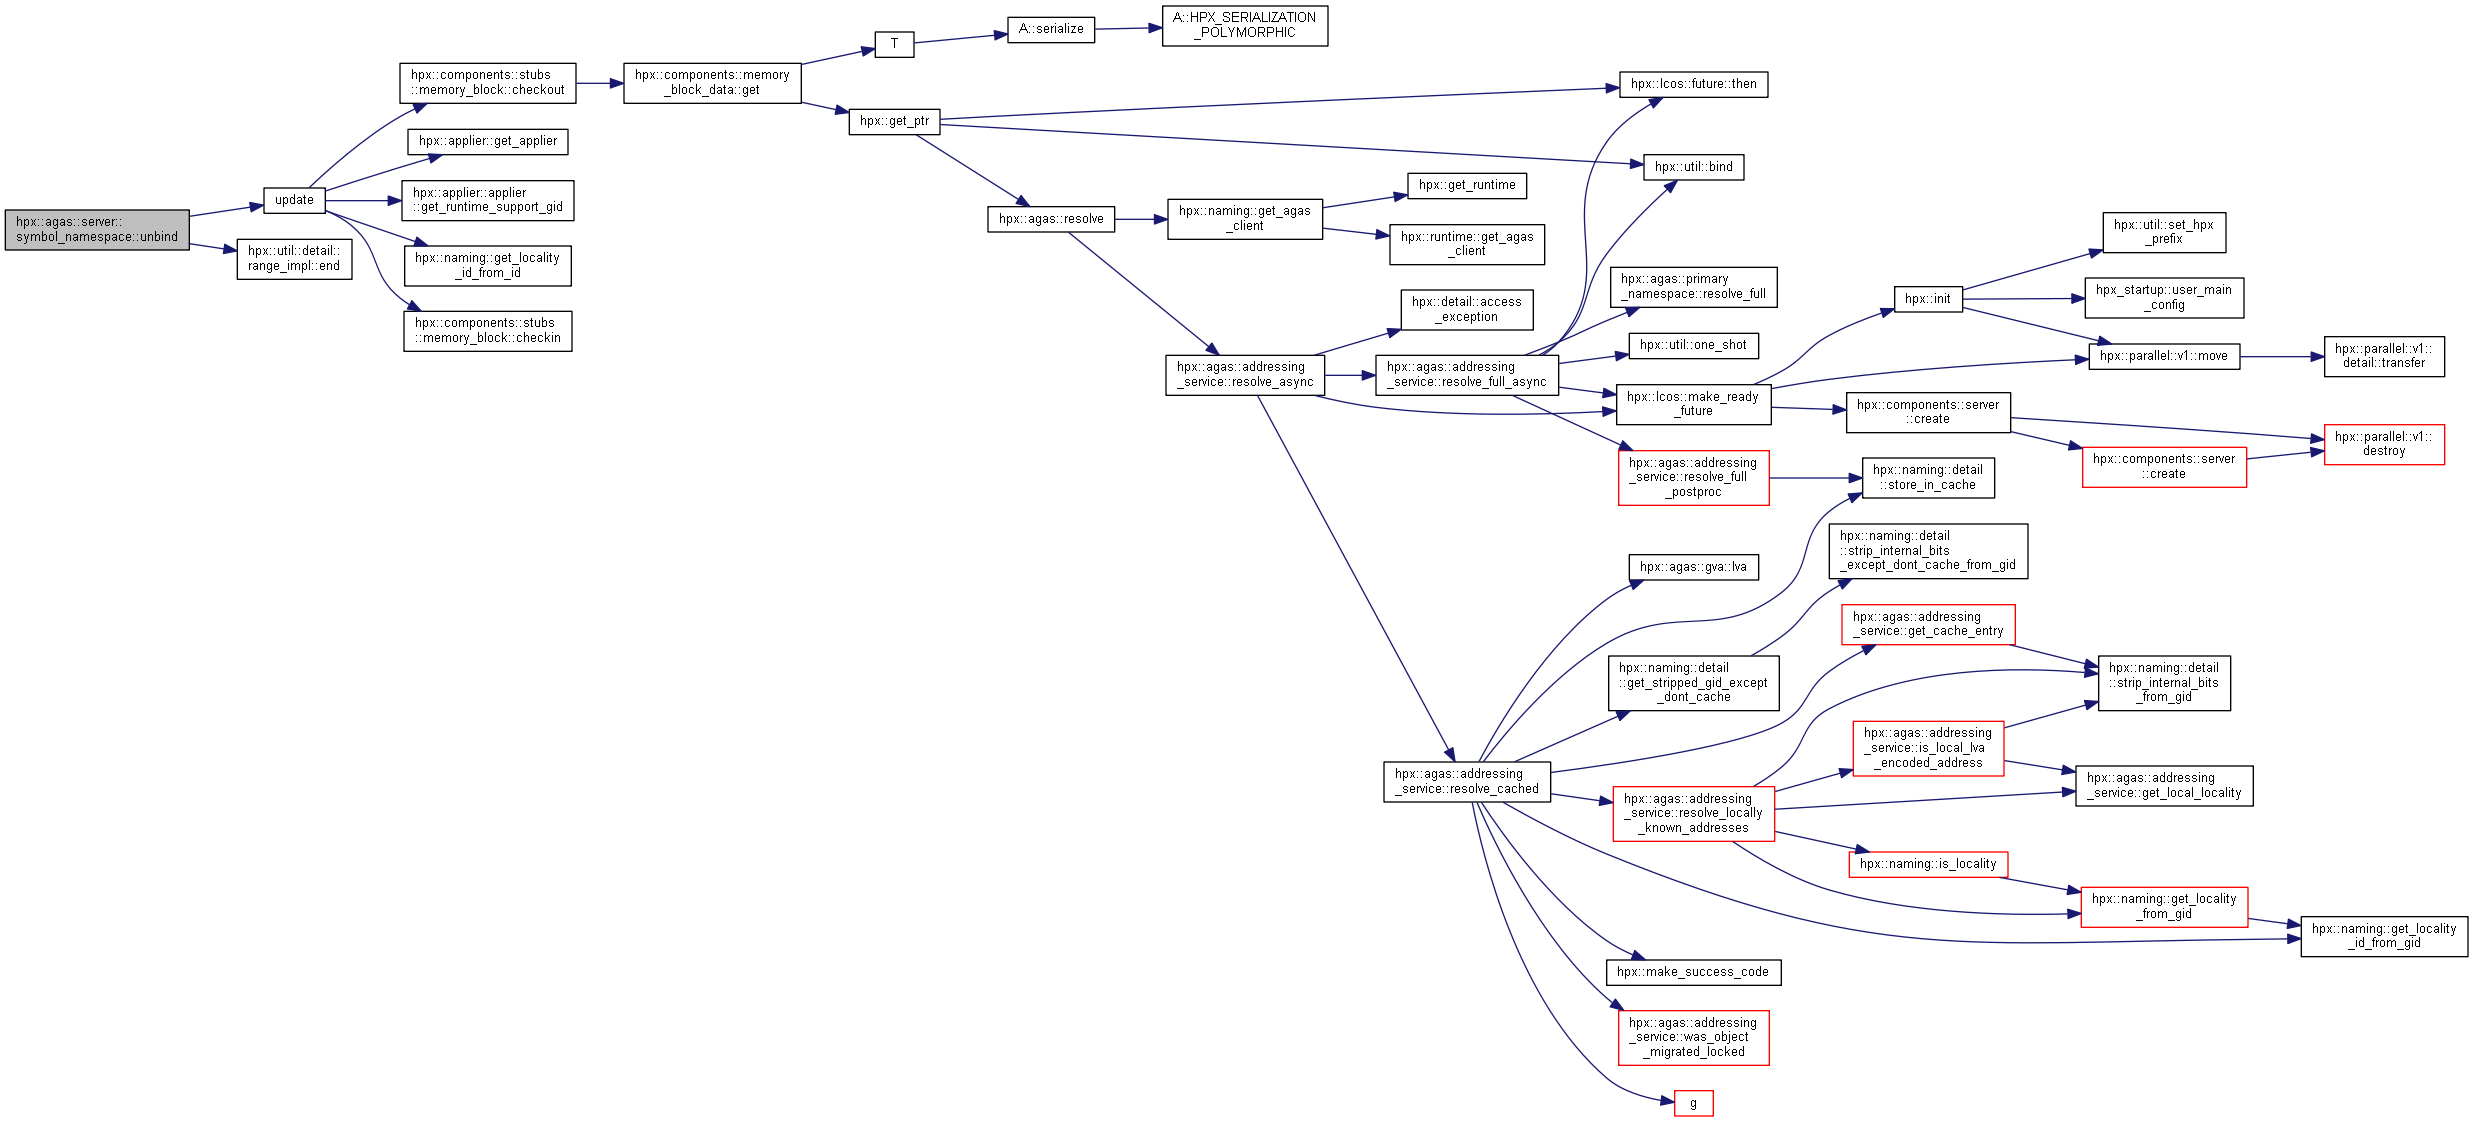 hpx::agas::server::
symbol_namespace::unbind
update
hpx::util::detail::
range_impl::end
hpx::components::stubs
::memory_block::checkout
hpx::applier::get_applier
hpx::applier::applier
::get_runtime_support_gid
hpx::naming::get_locality
_id_from_id
hpx::components::stubs
::memory_block::checkin
hpx::components::memory
_block_data::get
T
A::serialize
A::HPX_SERIALIZATION
_POLYMORPHIC
hpx::get_ptr
hpx::agas::resolve
hpx::naming::get_agas
_client
hpx::get_runtime
hpx::runtime::get_agas
_client
hpx::agas::addressing
_service::resolve_async
hpx::detail::access
_exception
hpx::agas::addressing
_service::resolve_full_async
hpx::lcos::future::then
hpx::util::bind
hpx::agas::primary
_namespace::resolve_full
hpx::util::one_shot
hpx::lcos::make_ready
_future
hpx::agas::addressing
_service::resolve_full
_postproc
hpx::init
hpx::util::set_hpx
_prefix
hpx_startup::user_main
_config
hpx::parallel::v1::move
hpx::parallel::v1::
detail::transfer
hpx::components::server
::create
hpx::components::server
::create
hpx::parallel::v1::
destroy
hpx::naming::detail
::store_in_cache
hpx::agas::addressing
_service::resolve_cached
hpx::agas::gva::lva
hpx::naming::detail
::get_stripped_gid_except
_dont_cache
hpx::naming::detail
::strip_internal_bits
_except_dont_cache_from_gid
hpx::agas::addressing
_service::get_cache_entry
hpx::naming::detail
::strip_internal_bits
_from_gid
hpx::agas::addressing
_service::resolve_locally
_known_addresses
hpx::agas::addressing
_service::is_local_lva
_encoded_address
hpx::agas::addressing
_service::get_local_locality
hpx::naming::is_locality
hpx::naming::get_locality
_from_gid
hpx::naming::get_locality
_id_from_gid
hpx::make_success_code
hpx::agas::addressing
_service::was_object
_migrated_locked
g